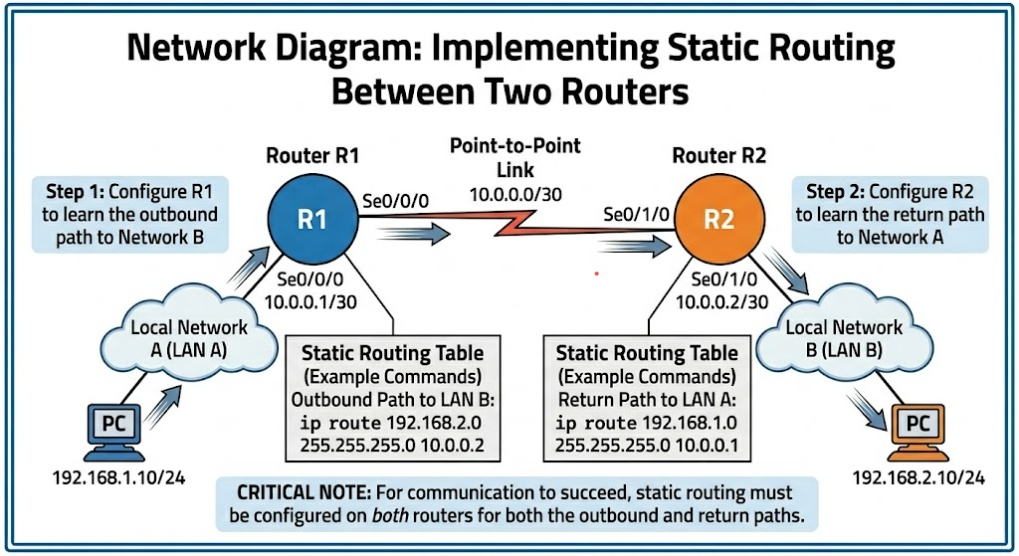 Network Diagram: Implementing Static Routing
Between Two Routers
Router R1
Point-to-Point
Link
10.0.0.0/30
Router R2
Step 1: Configure R1
to learn the outbound
path to Network B
R1
Se0/0/0
Se0/1/0
R2
Step 2: Configure R2
to learn the return path
to Network A
Se0/0/0
10.0.0.1/30
Se0/1/0
10.0.0.2/30
Local Network
A (LAN A)
Local Network
B (LAN B)
Static Routing Table
(Example Commands)
Outbound Path to LAN B:
ip route 192.168.2.0
255.255.255.0 10.0.0.2
Static Routing Table
(Example Commands)
Return Path to LAN A:
ip route 192.168.1.0
255.255.255.0 10.0.0.1
PC
192.168.1.10/24
PC
192.168.2.10/24
CRITICAL NOTE: For communication to succeed, static routing must
be configured on both routers for both the outbound and return paths.